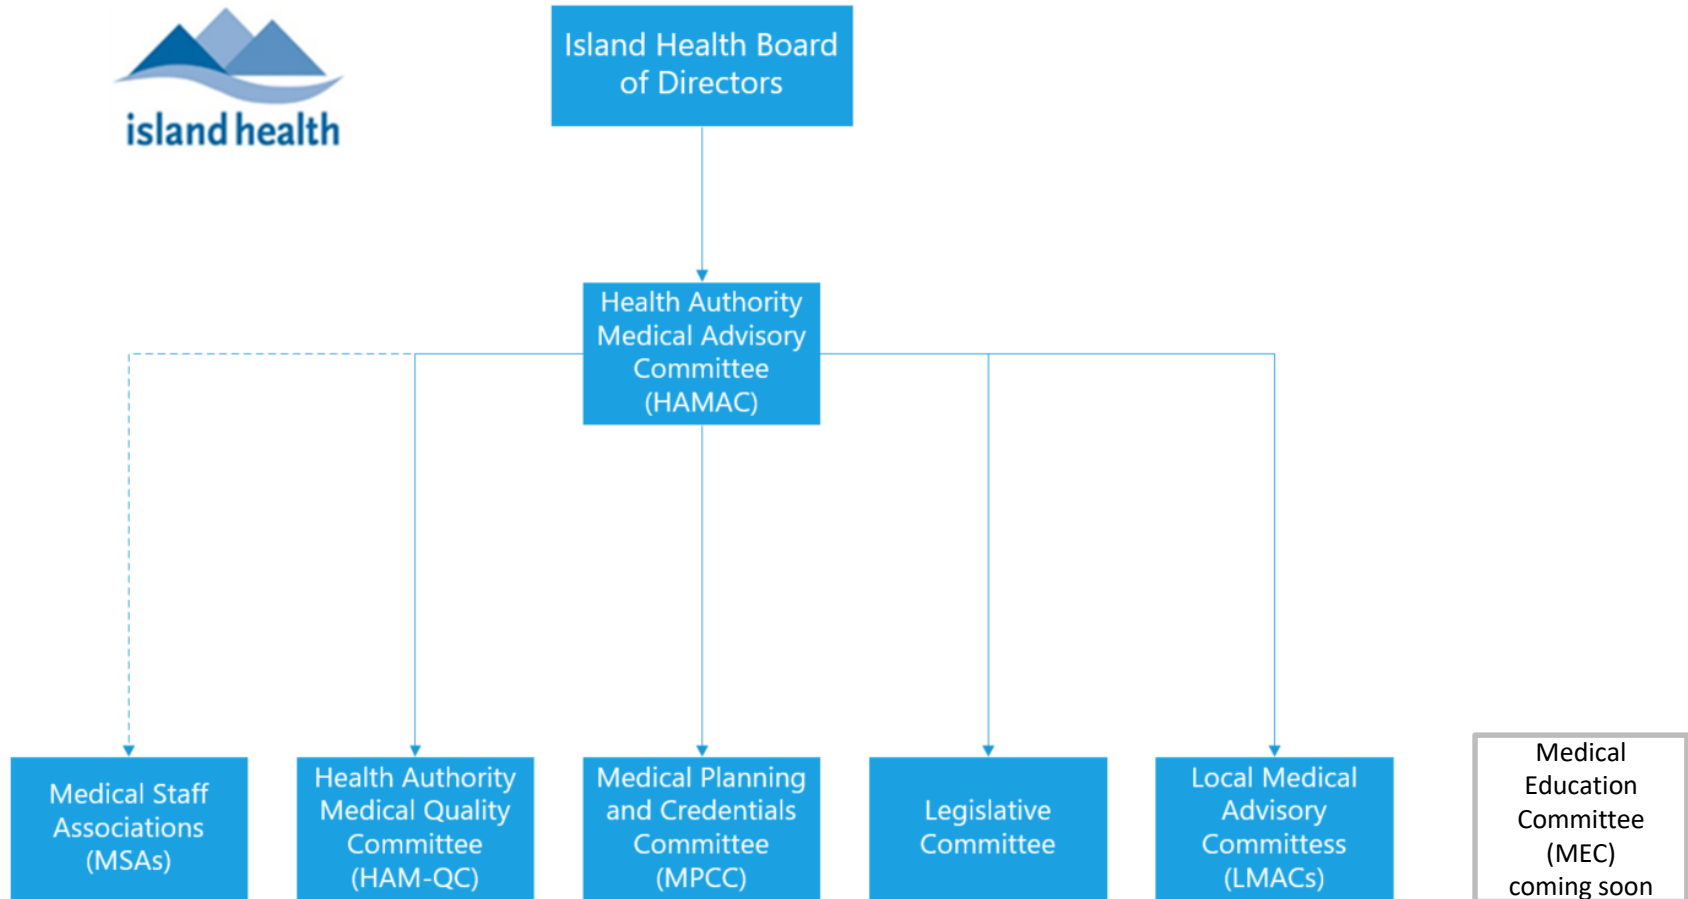 island health
Island Health Board
of Directors
Health Authority
Medical Advisory
Committee
(HAMAC)
Medical Staff
Associations
(MSAs)
Health Authority
Medical Quality
Committee
(HAM-QC)
Medical Planning
and Credentials
Committee
(MPCC)
Legislative
Committee
Local Medical
Advisory
Committess
(LMACs)
Medical
Education
Committee
(MEC)
coming soon